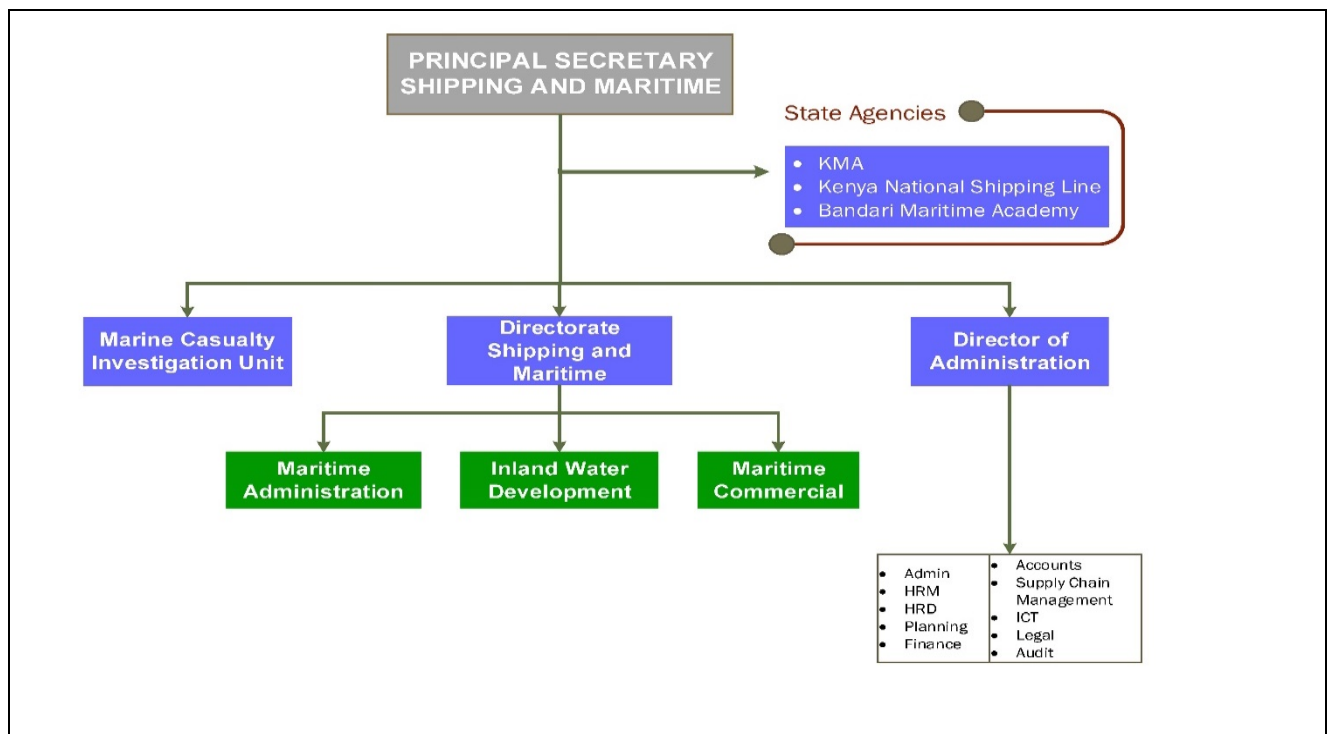 PRINCIPAL SECRETARY
SHIPPING AND MARITIME
State Agencies
• KMA
• Kenya National Shipping Line
• Bandari Maritime Academy
Marine Casualty
Investigation Unit
Directorate
Shipping and
Maritime
Director of
Administration
Maritime
Administration
Inland Water
Development
Maritime
Commercial
• Admin
• HRM
• HRD
• Planning
• Finance
• Accounts
• Supply Chain
Management
• ICT
• Legal
• Audit